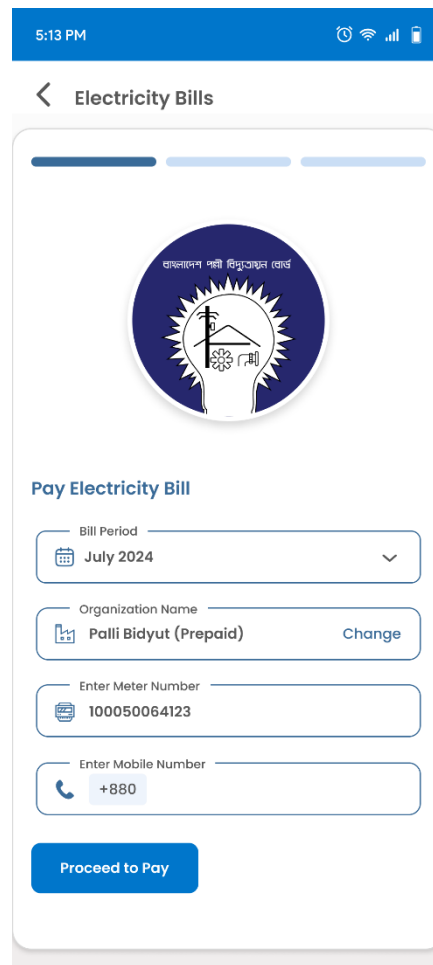 5:13 PM
Electricity Bills
বাংলাদেশ পল্লী বিদ্যুতায়ন বোর্ড
Pay Electricity Bill
Bill Period
July 2024
Organization Name
Palli Bidyut (Prepaid)
Change
Enter Meter Number
100050064123
Enter Mobile Number
+880
Proceed to Pay